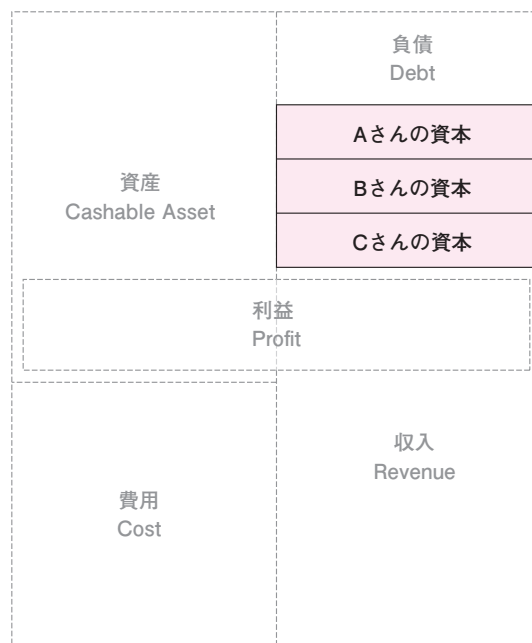 負債
Debt
Aさんの資本
Bさんの資本
Cさんの資本
資産
Cashable Asset
利益
Profit
収入
Revenue
費用
Cost